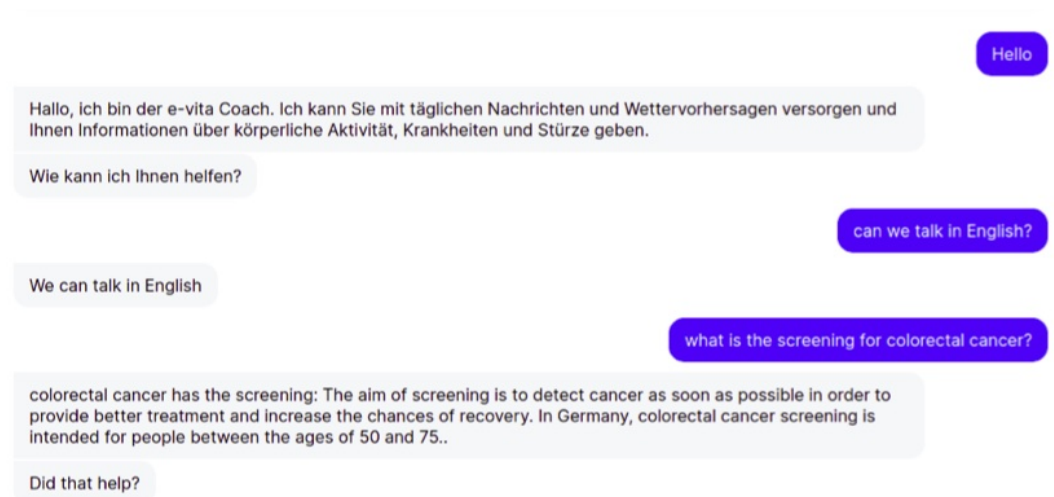 Hello
Hallo, ich bin der e-vita Coach. Ich kann Sie mit täglichen Nachrichten und Wettervorhersagen versorgen und
Ihnen Informationen über körperliche Aktivität, Krankheiten und Stürze geben.
Wie kann ich Ihnen helfen?
can we talk in English?
We can talk in English
what is the screening for colorectal cancer?
colorectal cancer has the screening: The aim of screening is to detect cancer as soon as possible in order to
provide better treatment and increase the chances of recovery. In Germany, colorectal cancer screening is
intended for people between the ages of 50 and 75..
Did that help?